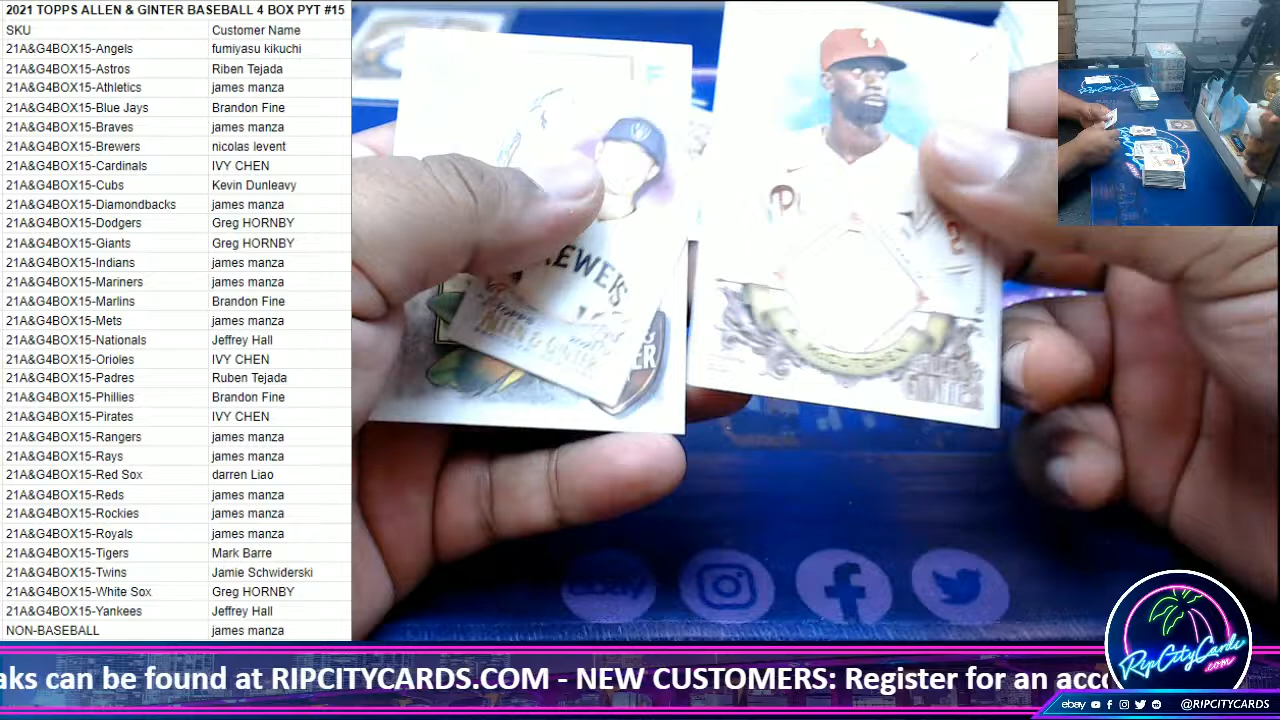 2021 TOPPS ALLEN & GINTER BASEBALL 4 BOX PYT #15
SKU Customer Name
21A&G4BOX15-Angels fumiyasu kikuchi
21A&G4BOX15-Astros Riben Tejada
21A&G4BOX15-Athletics james manza
21A&G4BOX15-Blue Jays Brandon Fine
21A&G4BOX15-Braves james manza
21A&G4BOX15-Brewers nicolas levent
21A&G4BOX15-Cardinals IVY CHEN
21A&G4BOX15-Cubs Kevin Dunleavy
21A&G4BOX15-Diamondbacks james manza
21A&G4BOX15-Dodgers Greg HORNBY
21A&G4BOX15-Giants Greg HORNBY
21A&G4BOX15-Indians james manza
21A&G4BOX15-Mariners james manza
21A&G4BOX15-Marlins Brandon Fine
21A&G4BOX15-Mets james manza
21A&G4BOX15-Nationals Jeffrey Hall
21A&G4BOX15-Orioles IVY CHEN
21A&G4BOX15-Padres Ruben Tejada
21A&G4BOX15-Phillies Brandon Fine
21A&G4BOX15-Pirates IVY CHEN
21A&G4BOX15-Rangers james manza
21A&G4BOX15-Rays james manza
21A&G4BOX15-Red Sox darren Liao
21A&G4BOX15-Reds james manza
21A&G4BOX15-Rockies james manza
21A&G4BOX15-Royals james manza
21A&G4BOX15-Tigers Mark Barre
21A&G4BOX15-Twins Jamie Schwiderski
21A&G4BOX15-White Sox Greg HORNBY
21A&G4BOX15-Yankees Jeffrey Hall
NON-BASEBALL james manza
EWERS
McCUTCHEN
GINTER
ebay
aks can be found at RIPCITYCARDS.COM - NEW CUSTOMERS: Register for an acco
RipCityCards
.com
ebay @RIPCITYCARDS